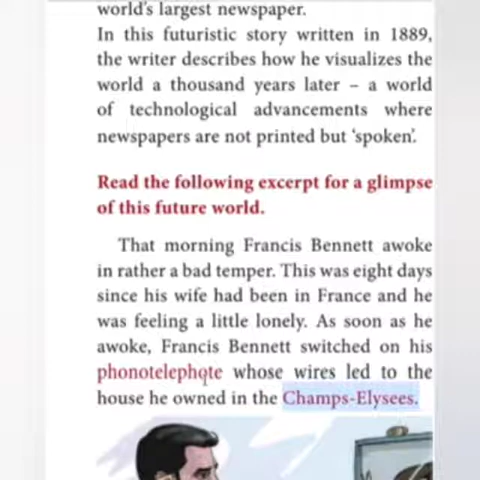 world's largest newspaper.
In this futuristic story written in 1889,
the writer describes how he visualizes the
world a thousand years later – a world
of technological advancements where
newspapers are not printed but 'spoken'.
Read the following excerpt for a glimpse
of this future world.
That morning Francis Bennett awoke
in rather a bad temper. This was eight days
since his wife had been in France and he
was feeling a little lonely. As soon as he
awoke, Francis Bennett switched on his
phonotelephote whose wires led to the
house he owned in the Champs-Elysees.